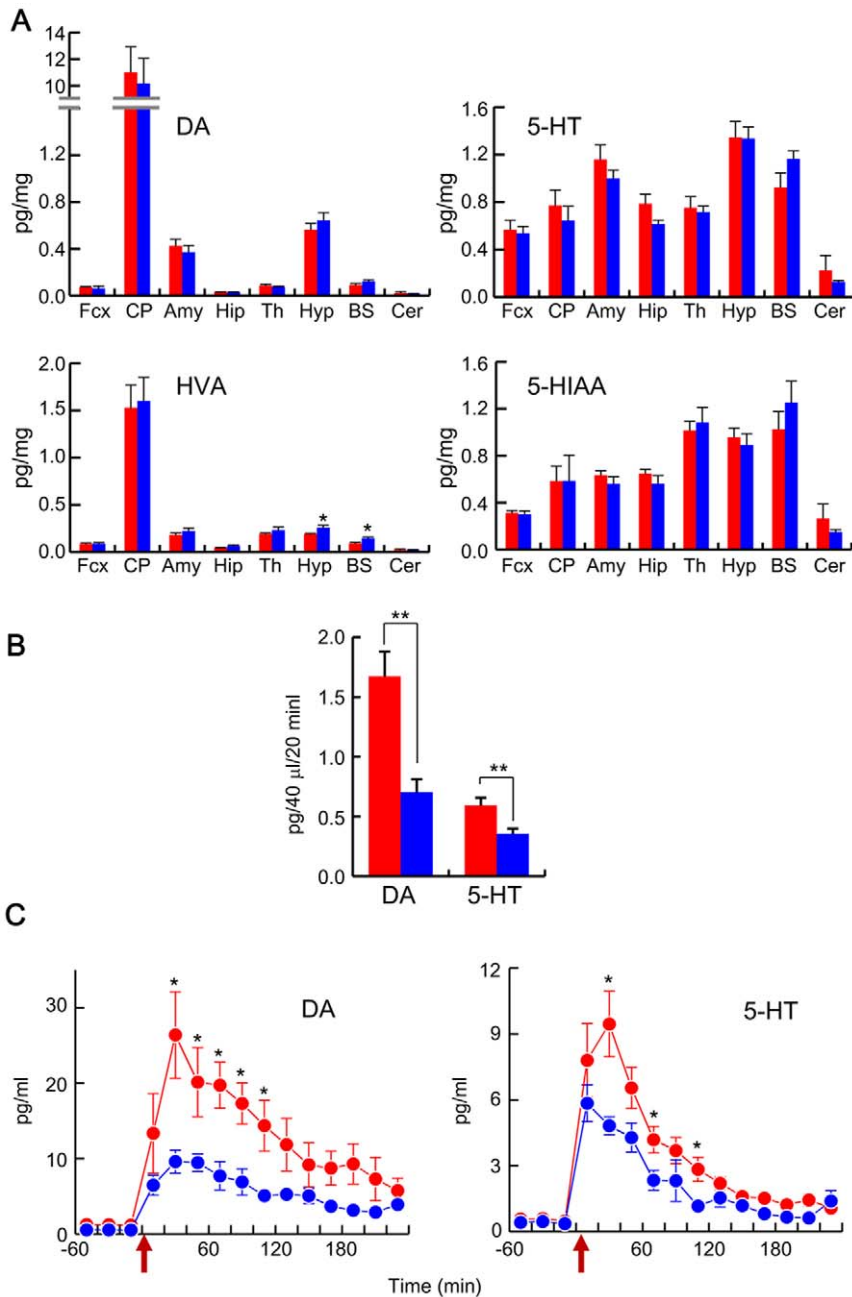 A
14
12
10
1.2
0.8
0.4
0.0
pg/mg
DA
Fcx CP Amy Hip Th Hyp BS Cer
1.6
1.2
0.8
0.4
0.0
pg/mg
5-HT
Fcx CP Amy Hip Th Hyp BS Cer
2.0
1.5
1.0
0.5
0.0
pg/mg
HVA
* *
Fcx CP Amy Hip Th Hyp BS Cer
1.6
1.2
0.8
0.4
0.0
pg/mg
5-HIAA
Fcx CP Amy Hip Th Hyp BS Cer
B
2.0
1.5
1.0
0.5
0.0
pg/40 µl/20 minl
**
**
DA 5-HT
C
30
20
10
0
pg/ml
DA
* * * * *
-60 60 120 180
12
9
6
3
0
pg/ml
5-HT
* * *
-60 60 120 180
Time (min)